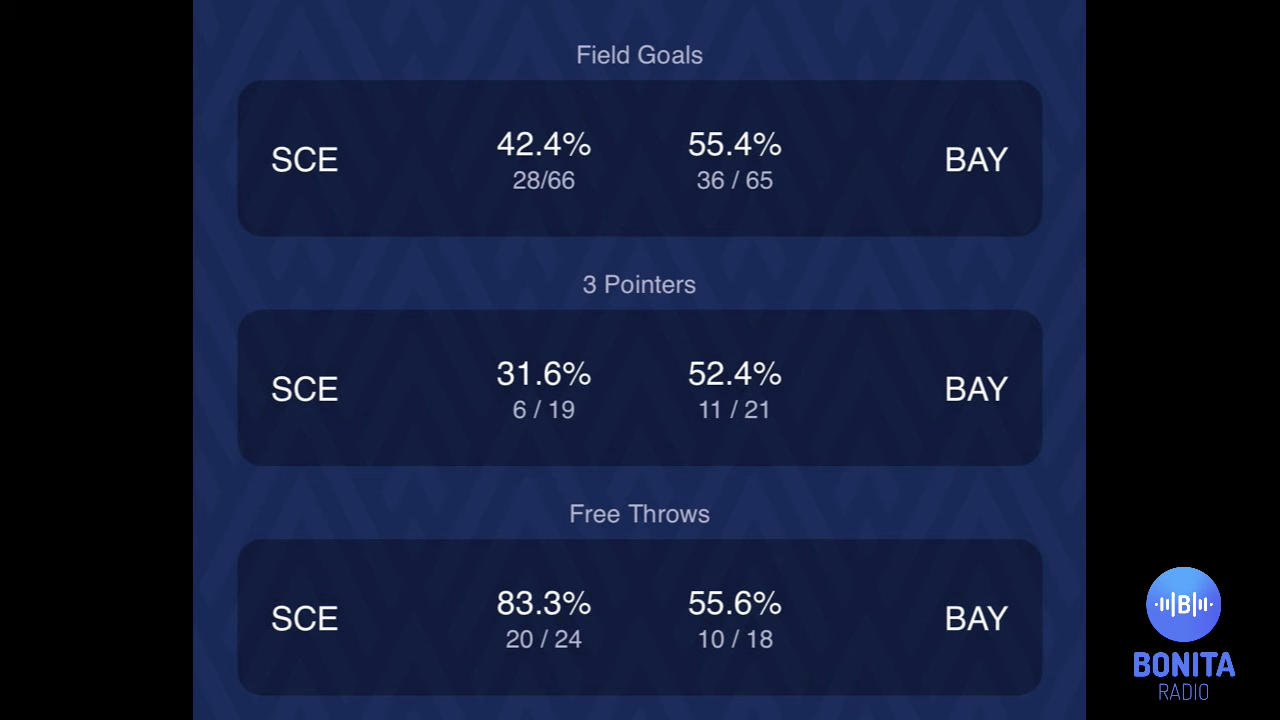 Field Goals
SCE 42.4% 55.4% BAY
28/66 36 / 65
3 Pointers
SCE 31.6% 52.4% BAY
6 / 19 11 / 21
Free Throws
SCE 83.3% 55.6% BAY
20 / 24 10 / 18
B
BONITA
RADIO